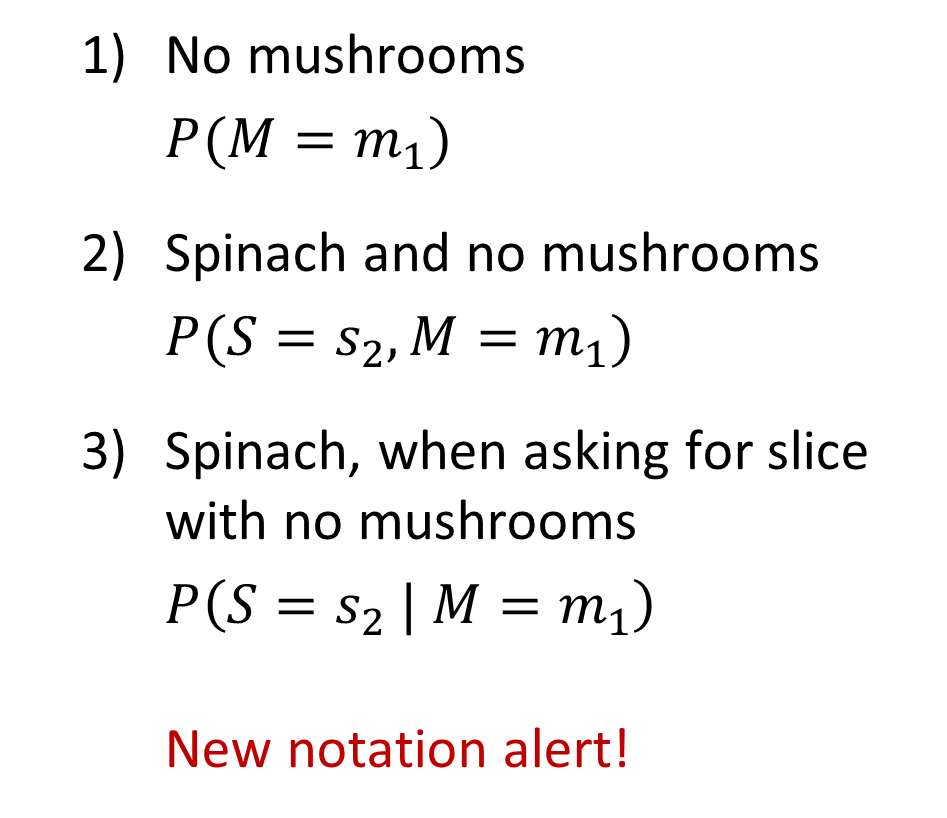 1) No mushrooms
P(M = m₁)
2) Spinach and no mushrooms
P(S = s₂, M = m₁)
3) Spinach, when asking for slice
with no mushrooms
P(S = s₂ | M = m₁)
New notation alert!